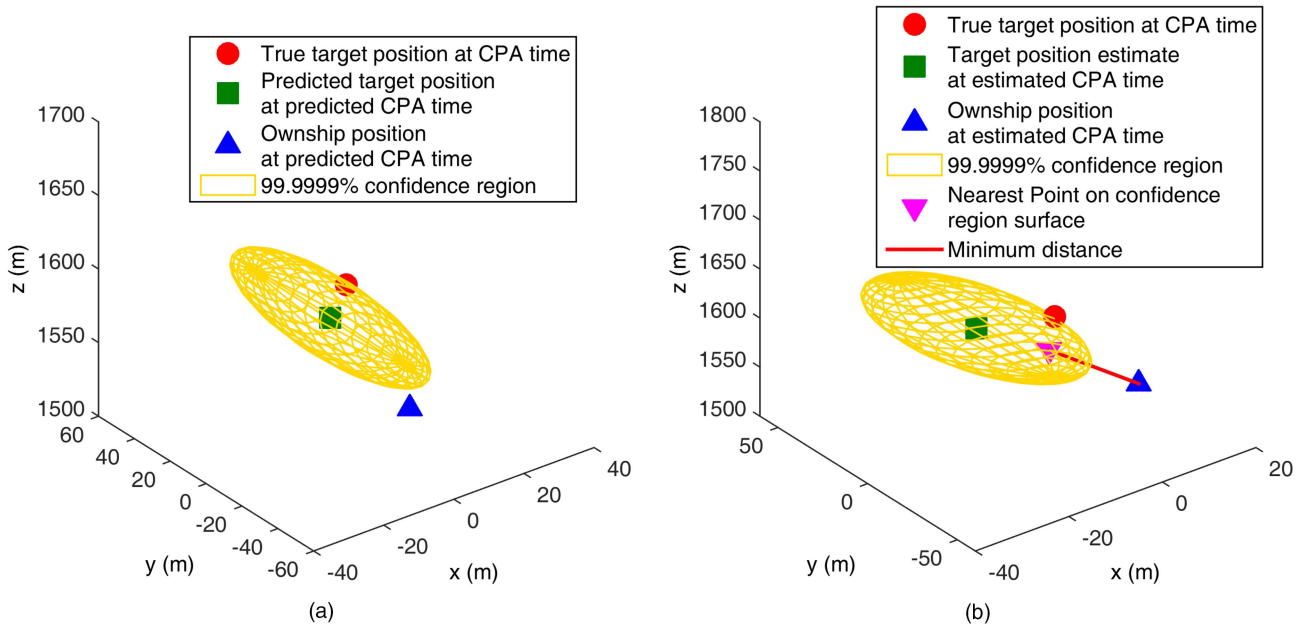 True target position at CPA time
Predicted target position
at predicted CPA time
Ownship position
at predicted CPA time
99.9999% confidence region
1700
1650
1600
1550
1500
z (m)
60
40
20
0
-20
-40
-60
y (m)
-40
-20
0
20
40
x (m)
(a)
True target position at CPA time
Target position estimate
at estimated CPA time
Ownship position
at estimated CPA time
99.9999% confidence region
Nearest Point on confidence
region surface
Minimum distance
1800
1750
1700
1650
1600
1550
1500
z (m)
50
0
-50
y (m)
-40
-20
0
20
x (m)
(b)